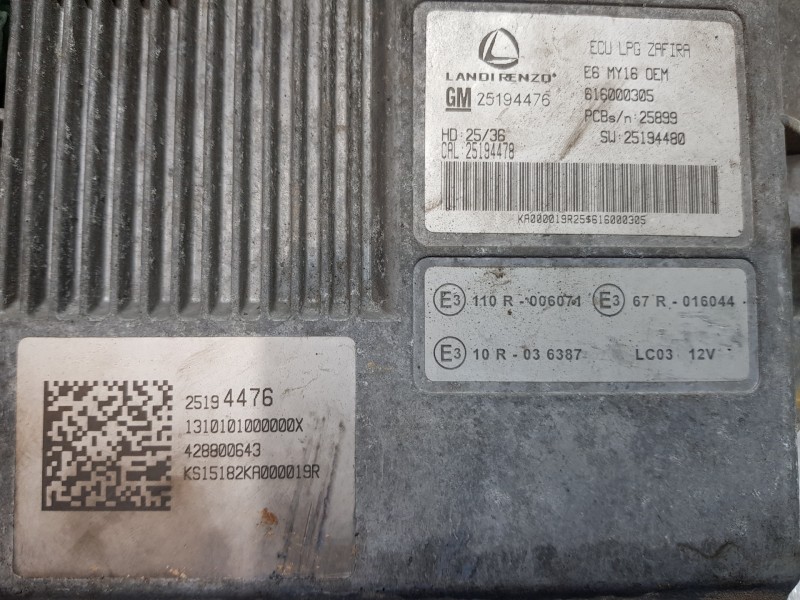 LANDIRENZO
GM 25194476
HD:25/36
CAL:25194478
ECU LPG ZAFIRA
E6 MY16 OEM
616000305
PCBs/n:25899
SW:25194480
KA000019R25$616000305
E3 110 R - 006071 E3 67 R - 016044
E3 10 R - 03 6387 LC03 12V
25194476
1310101000000X
428800643
KS15182KA000019R